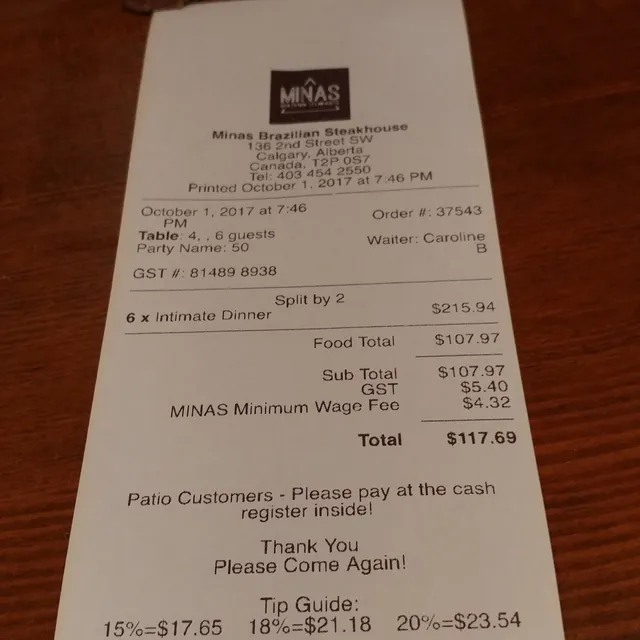 MINAS
Minas Brazilian Steakhouse
136 2nd Street SW
Calgary, Alberta
Canada, T2P 0S7
Tel: 403 454 2550
Printed October 1, 2017 at 7:46 PM
October 1, 2017 at 7:46 PM
Order #: 37543
Table: 4, , 6 guests
Party Name: 50
Waiter: Caroline B
GST #: 81489 8938
Split by 2
6 x Intimate Dinner $215.94
Food Total $107.97
Sub Total $107.97
GST $5.40
MINAS Minimum Wage Fee $4.32
Total $117.69
Patio Customers - Please pay at the cash
register inside!
Thank You
Please Come Again!
Tip Guide:
15%=$17.65 18%=$21.18 20%=$23.54